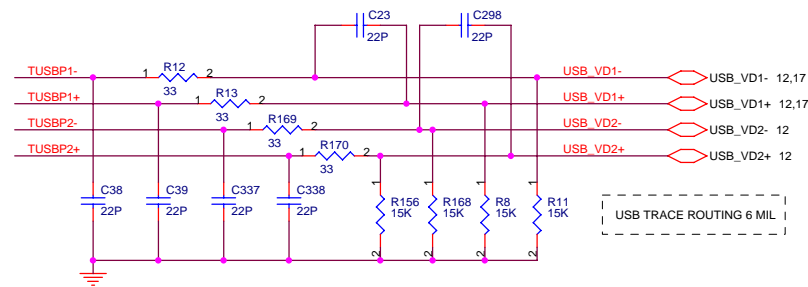 C23
22P
C298
22P
TUSBP1-
1
R12
33
2
USB_VD1-
USB_VD1- 12,17
TUSBP1+
1
R13
33
2
USB_VD1+
USB_VD1+ 12,17
TUSBP2-
1
R169
33
2
USB_VD2-
USB_VD2- 12
TUSBP2+
1
R170
33
2
USB_VD2+
USB_VD2+ 12
C38
22P
C39
22P
C337
22P
C338
22P
1
R156
15K
2
1
R168
15K
2
1
R8
15K
2
1
R11
15K
2
USB TRACE ROUTING 6 MIL